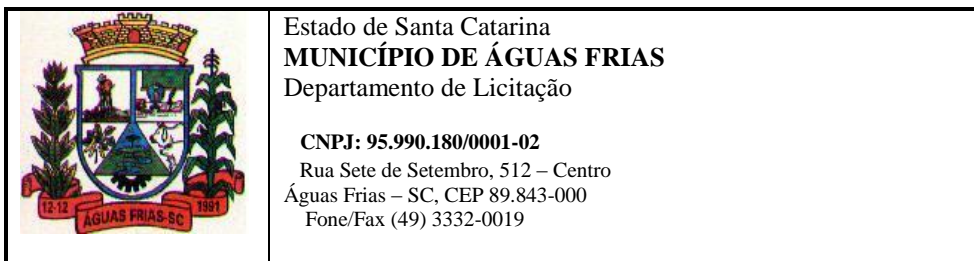 Estado de Santa Catarina
MUNICÍPIO DE ÁGUAS FRIAS
Departamento de Licitação
CNPJ: 95.990.180/0001-02
Rua Sete de Setembro, 512 – Centro
Águas Frias – SC, CEP 89.843-000
Fone/Fax (49) 3332-0019
12-12
ÁGUAS FRIAS-SC
1991